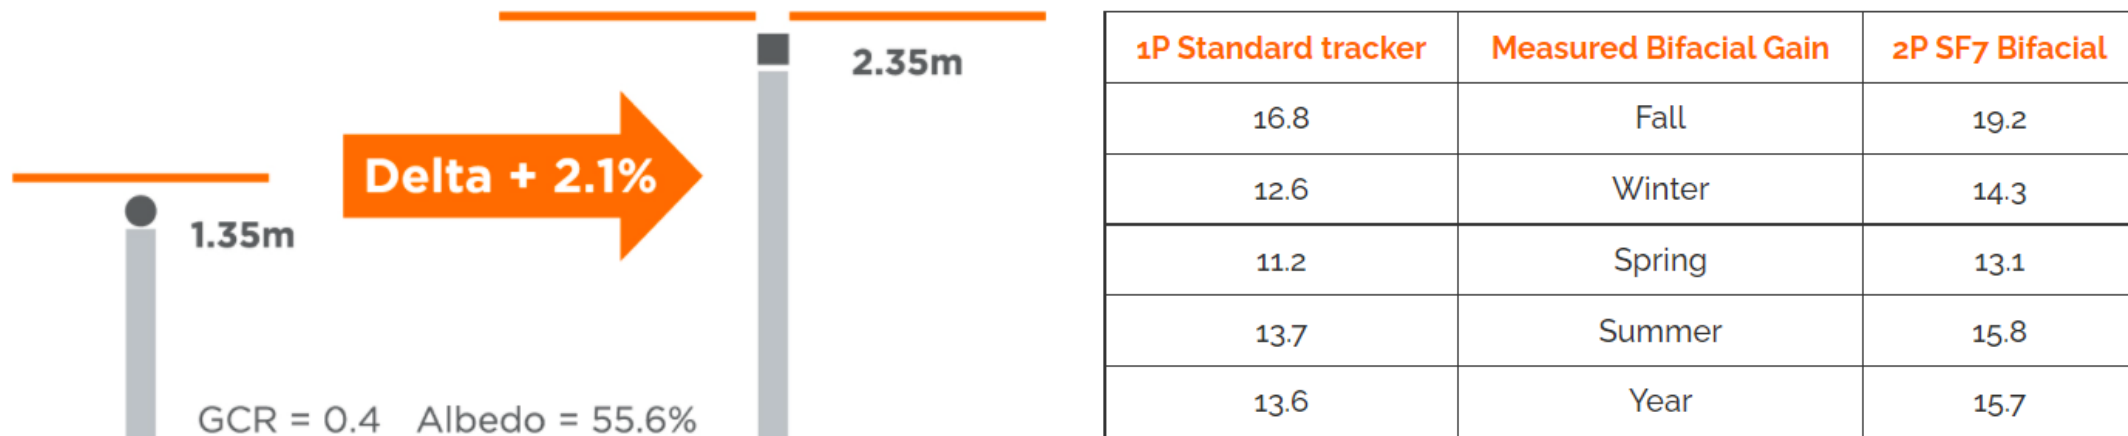 2.35m
Delta + 2.1%
1.35m
GCR = 0.4 Albedo = 55.6%
1P Standard tracker Measured Bifacial Gain 2P SF7 Bifacial
16.8 Fall 19.2
12.6 Winter 14.3
11.2 Spring 13.1
13.7 Summer 15.8
13.6 Year 15.7